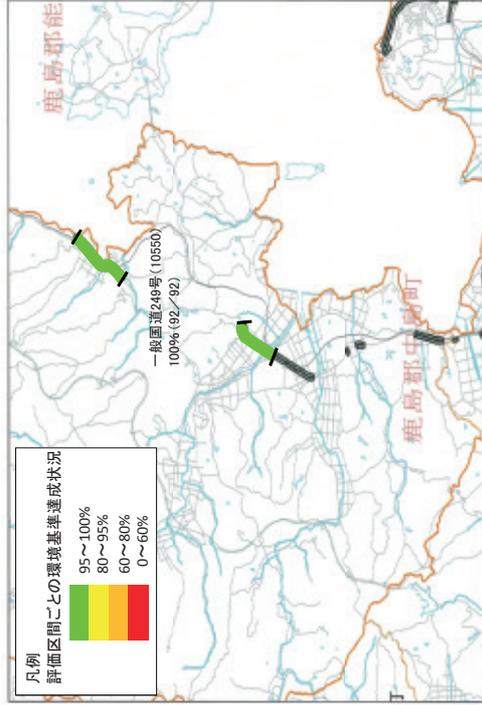 凡例
評価区間ごとの環境基準達成状況
95～100%
80～95%
60～80%
0～60%
一般国道249号(10550)
100%(92／92)
鹿島郡能
鹿島郡中
町